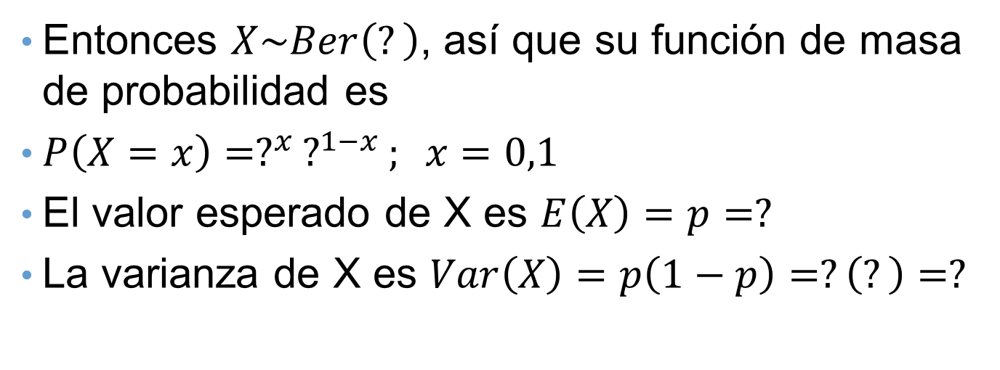 • Entonces 𝑋~𝐵𝑒𝑟(? ), así que su función de masa
de probabilidad es
• 𝑃(𝑋 = 𝑥) =?ˣ ?¹⁻ˣ ; 𝑥 = 0,1
• El valor esperado de X es 𝐸(𝑋) = 𝑝 =?
• La varianza de X es 𝑉𝑎𝑟(𝑋) = 𝑝(1 − 𝑝) =? (? ) =?